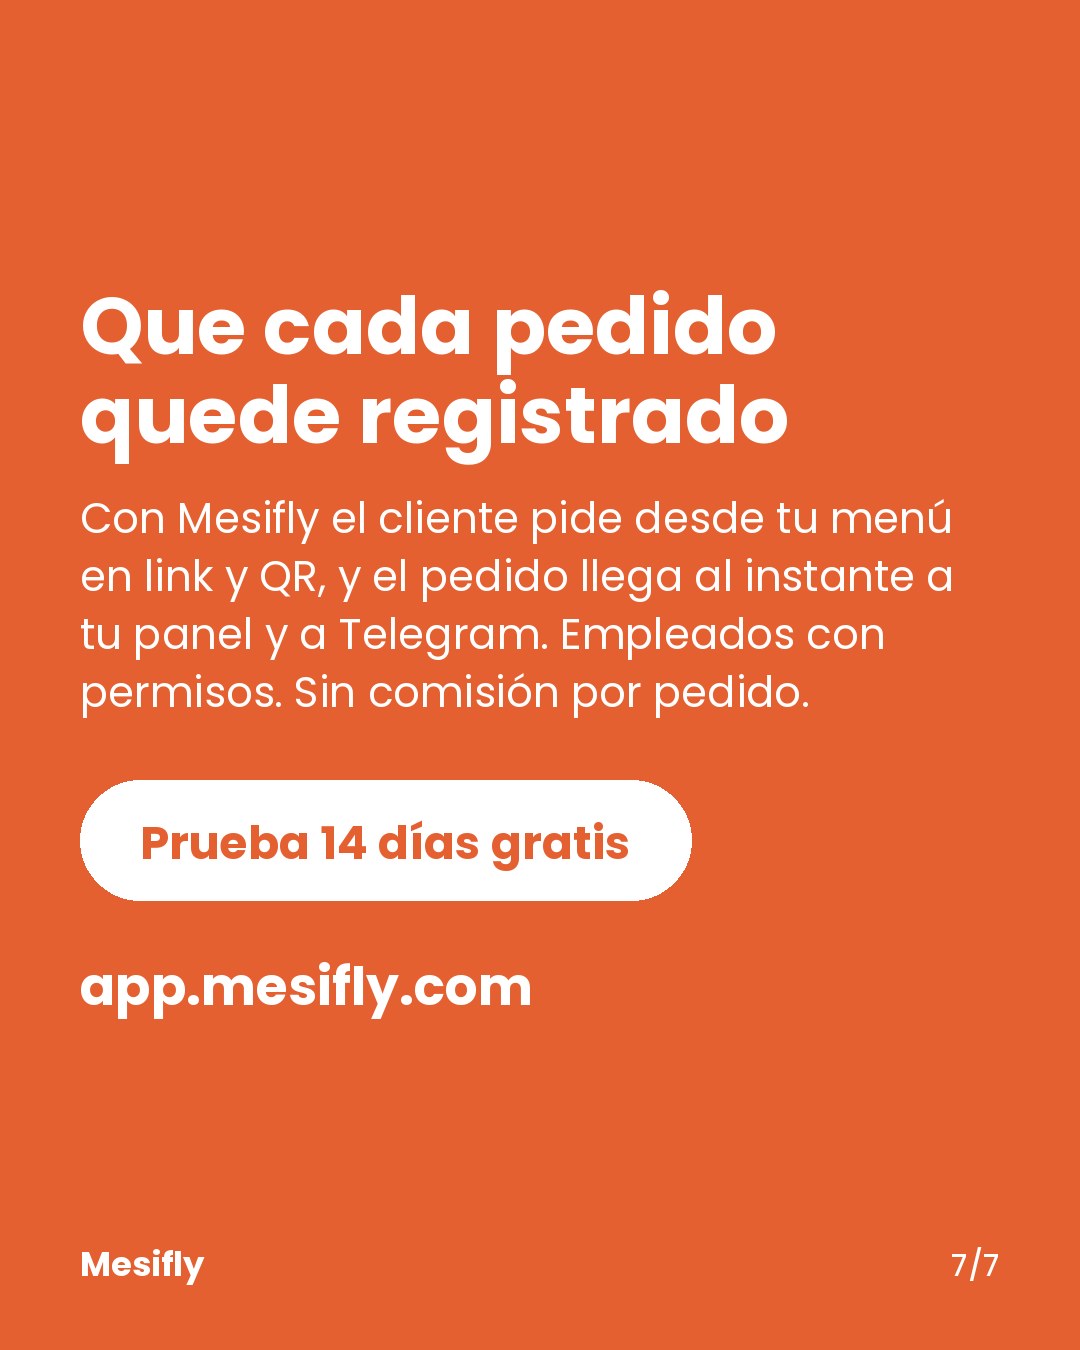 Que cada pedido
quede registrado
Con Mesifly el cliente pide desde tu menú
en link y QR, y el pedido llega al instante a
tu panel y a Telegram. Empleados con
permisos. Sin comisión por pedido.
Prueba 14 días gratis
app.mesifly.com
Mesifly
7/7